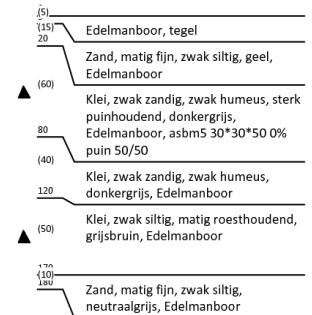 (5)
(15) Edelmanboor, tegel
20
Zand, matig fijn, zwak siltig, geel,
Edelmanboor
(60)
Klei, zwak zandig, zwak humeus, sterk
puinhoudend, donkergrijs,
Edelmanboor, asbm5 30*30*50 0%
puin 50/50
80
(40)
Klei, zwak zandig, zwak humeus,
donkergrijs, Edelmanboor
120
Klei, zwak siltig, matig roesthoudend,
grijsbruin, Edelmanboor
(50)
170
(10)
180
Zand, matig fijn, zwak siltig,
neutraalgrijs, Edelmanboor